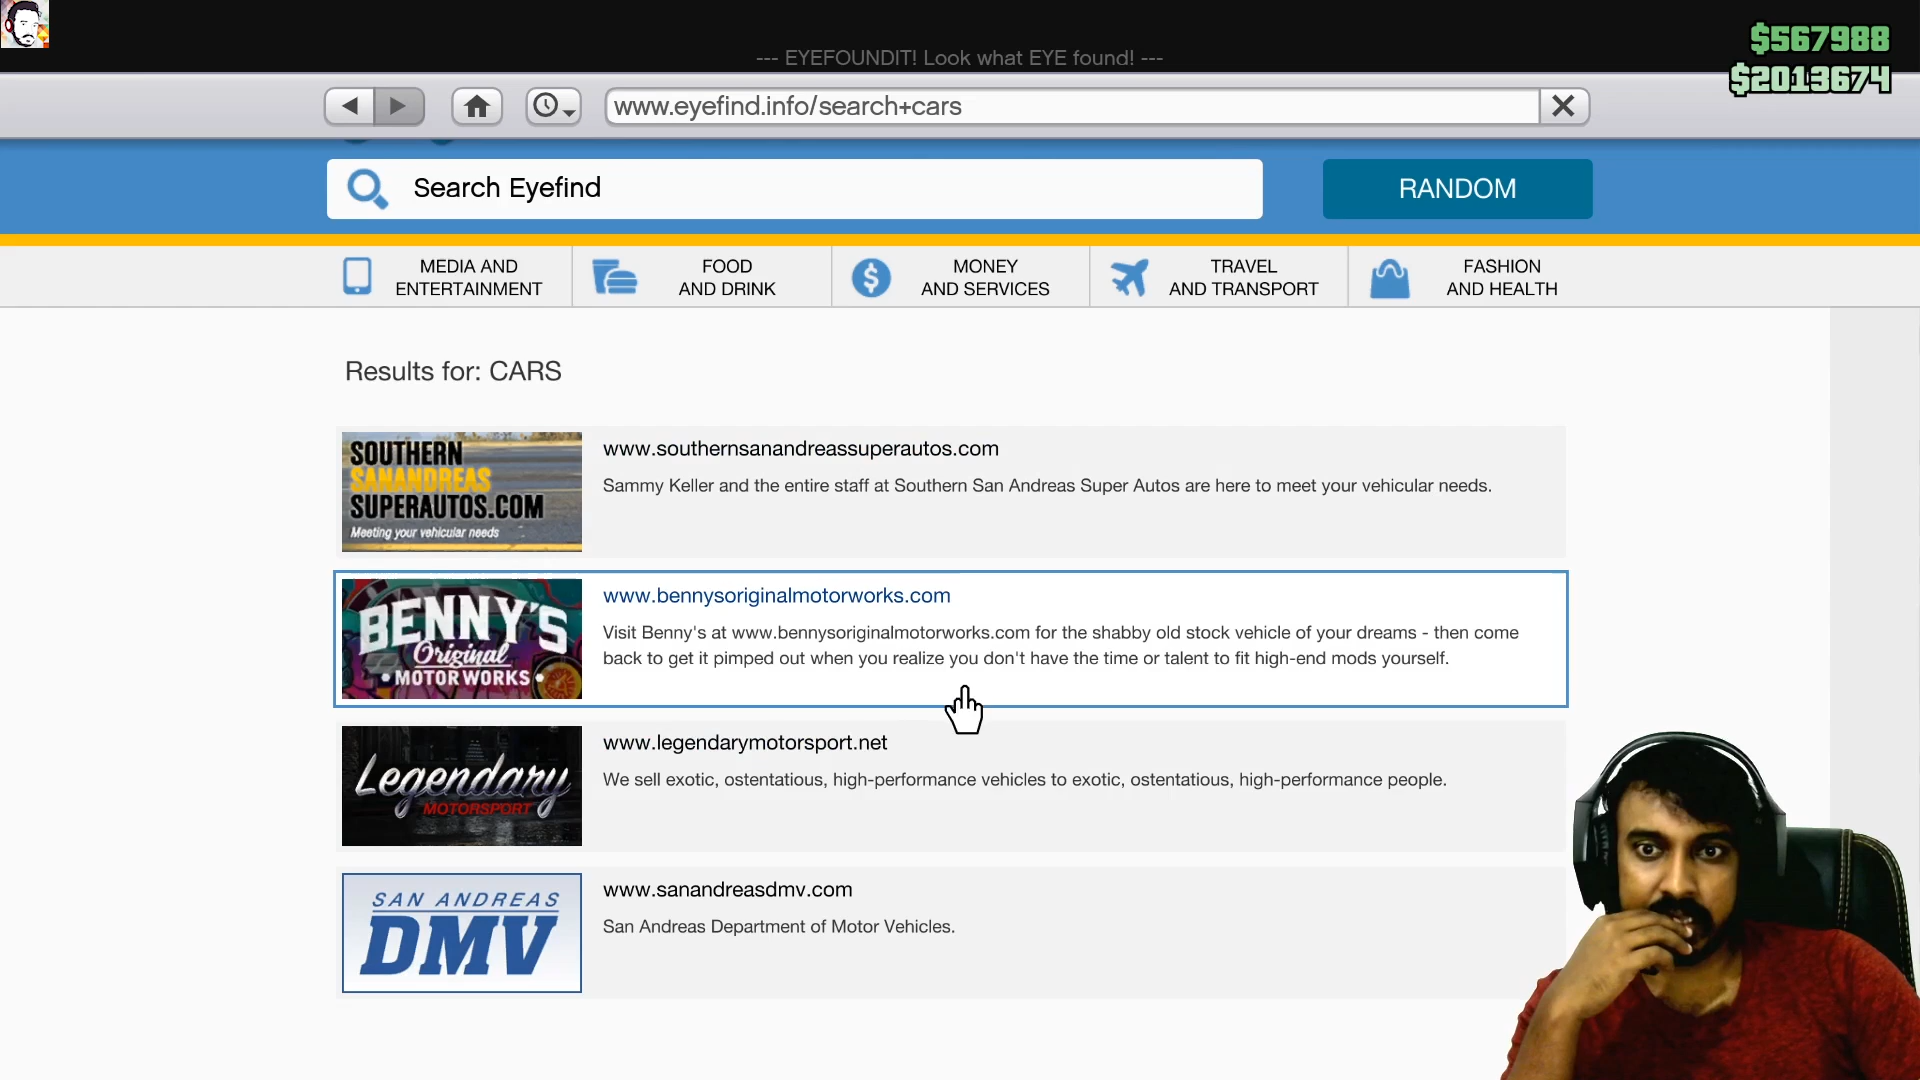 $567988
--- EYEFOUNDIT! Look what EYE found! ---
$2013674
www.eyefind.info/search+cars
Search Eyefind
RANDOM
MEDIA AND
ENTERTAINMENT
FOOD
AND DRINK
MONEY
AND SERVICES
TRAVEL
AND TRANSPORT
FASHION
AND HEALTH
Results for: CARS
SOUTHERN
SANANDREAS
SUPERAUTOS.COM
Meeting your vehicular needs
www.southernsanandreassuperautos.com
Sammy Keller and the entire staff at Southern San Andreas Super Autos are here to meet your vehicular needs.
BENNY'S
Original
MOTOR WORKS
www.bennysoriginalmotorworks.com
Visit Benny's at www.bennysoriginalmotorworks.com for the shabby old stock vehicle of your dreams - then come
back to get it pimped out when you realize you don't have the time or talent to fit high-end mods yourself.
Legendary
MOTORSPORT
www.legendarymotorsport.net
We sell exotic, ostentatious, high-performance vehicles to exotic, ostentatious, high-performance people.
SAN ANDREAS
DMV
www.sanandreasdmv.com
San Andreas Department of Motor Vehicles.